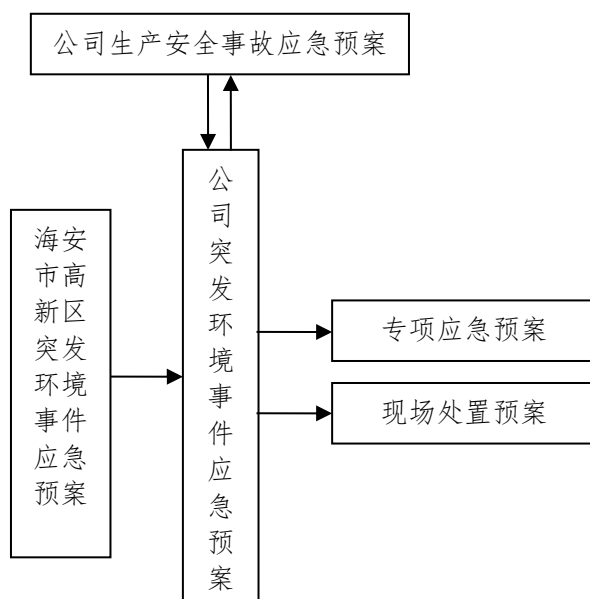 公司生产安全事故应急预案
海安
市高
新区
突发
环境
事件
应急
预案
公
司
突
发
环
境
事
件
应
急
预
案
专项应急预案
现场处置预案